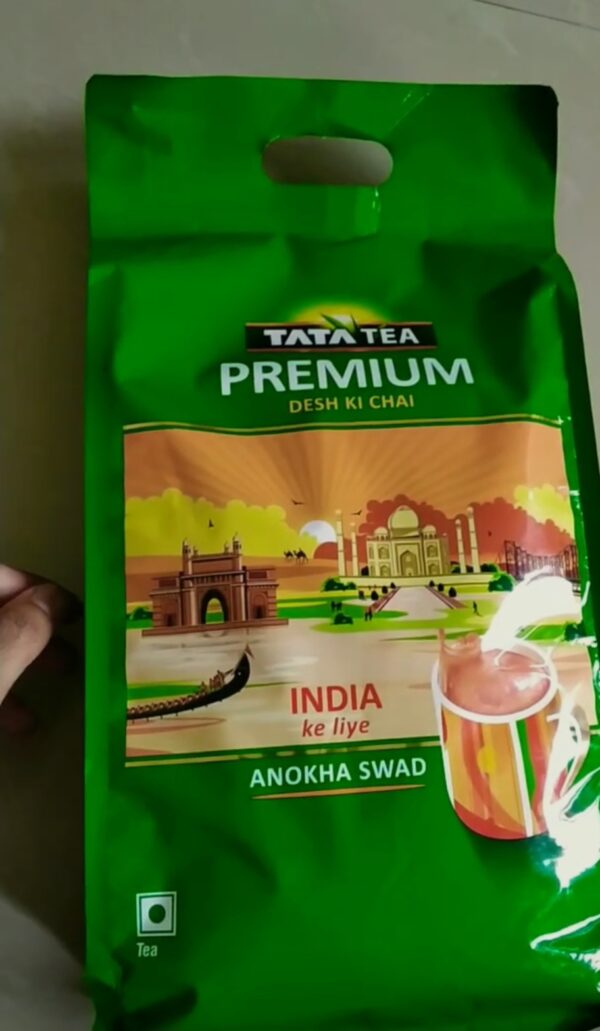 TATA TEA
PREMIUM
DESH KI CHAI
INDIA
ke liye
ANOKHA SWAD
Tea